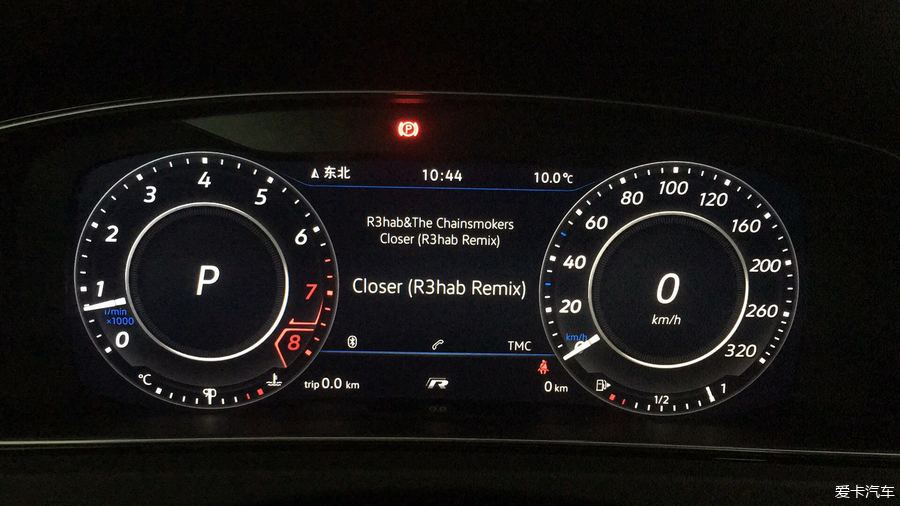 P
东北 10:44 10.0℃
R3hab&The Chainsmokers
Closer (R3hab Remix)
Closer (R3hab Remix)
TMC
trip 0.0 km R 0 km
0 1 2 3 4 5 6 7 8
1/min
×1000
P
℃
0 20 40 60 80 100 120 160 200 260 320
km/h
0
km/h
1/2 1
爱卡汽车